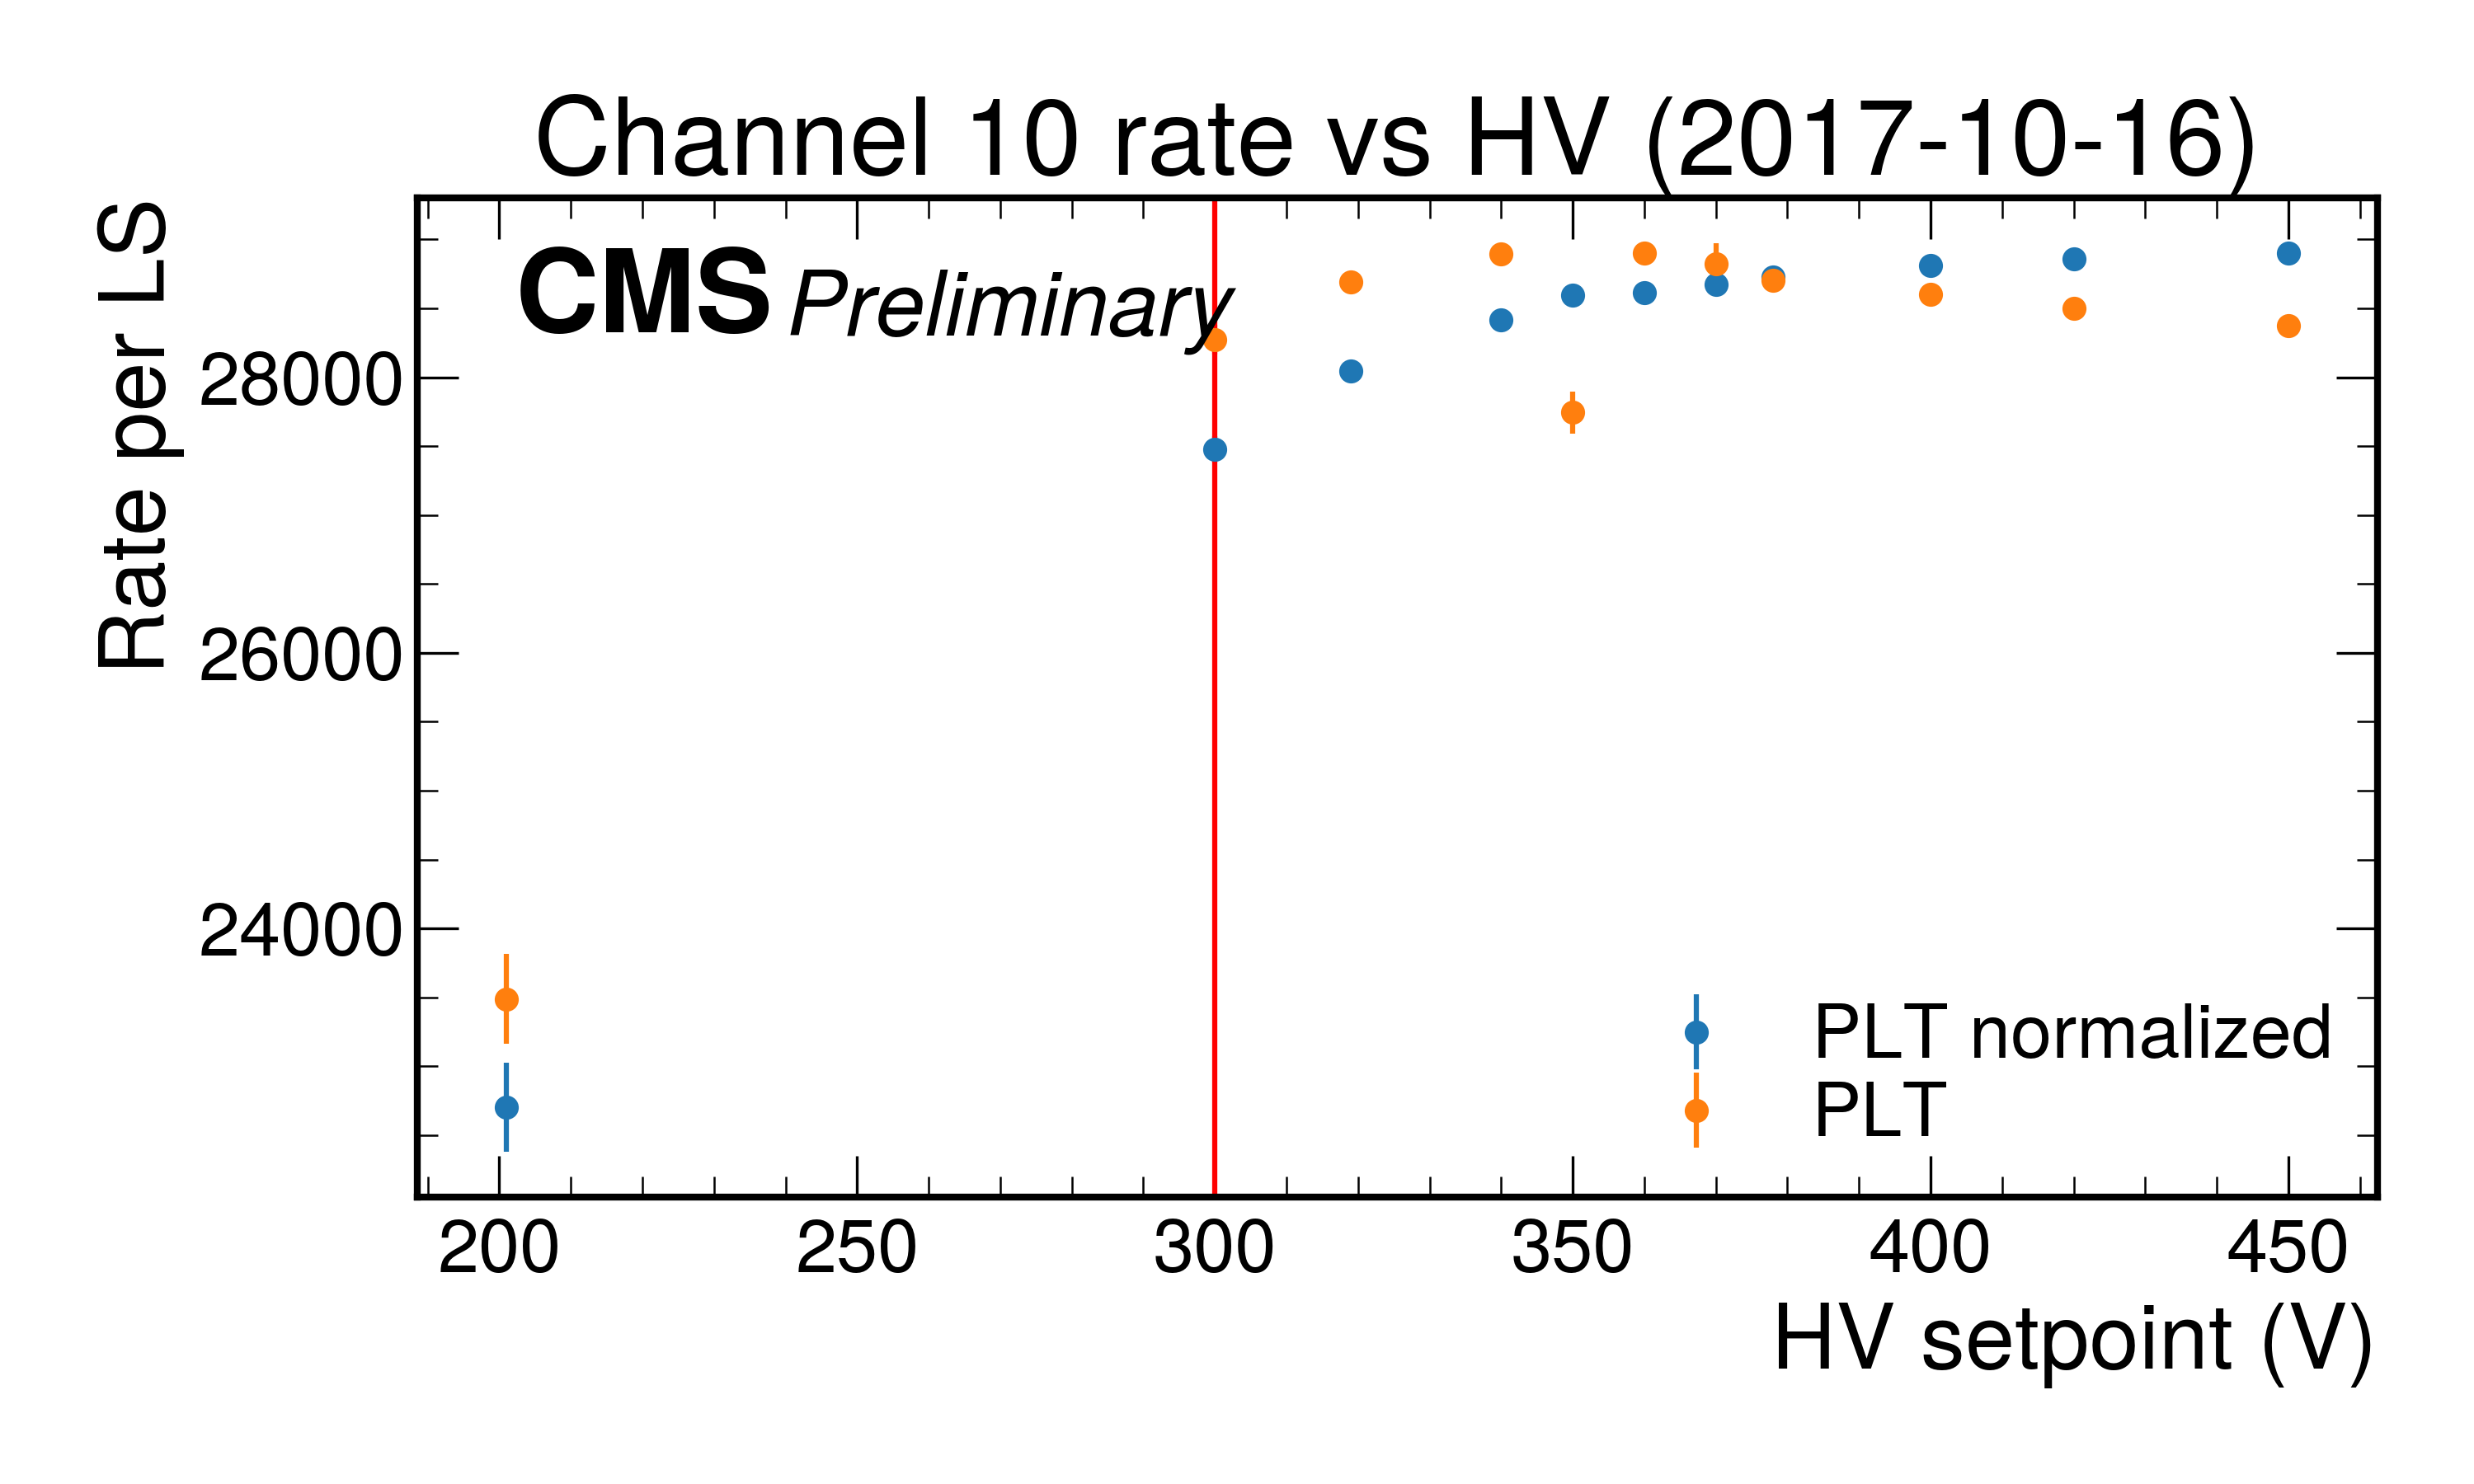 Channel 10 rate vs HV (2017-10-16)
CMS Preliminary
Rate per LS
28000
26000
24000
PLT normalized
PLT
200 250 300 350 400 450
HV setpoint (V)